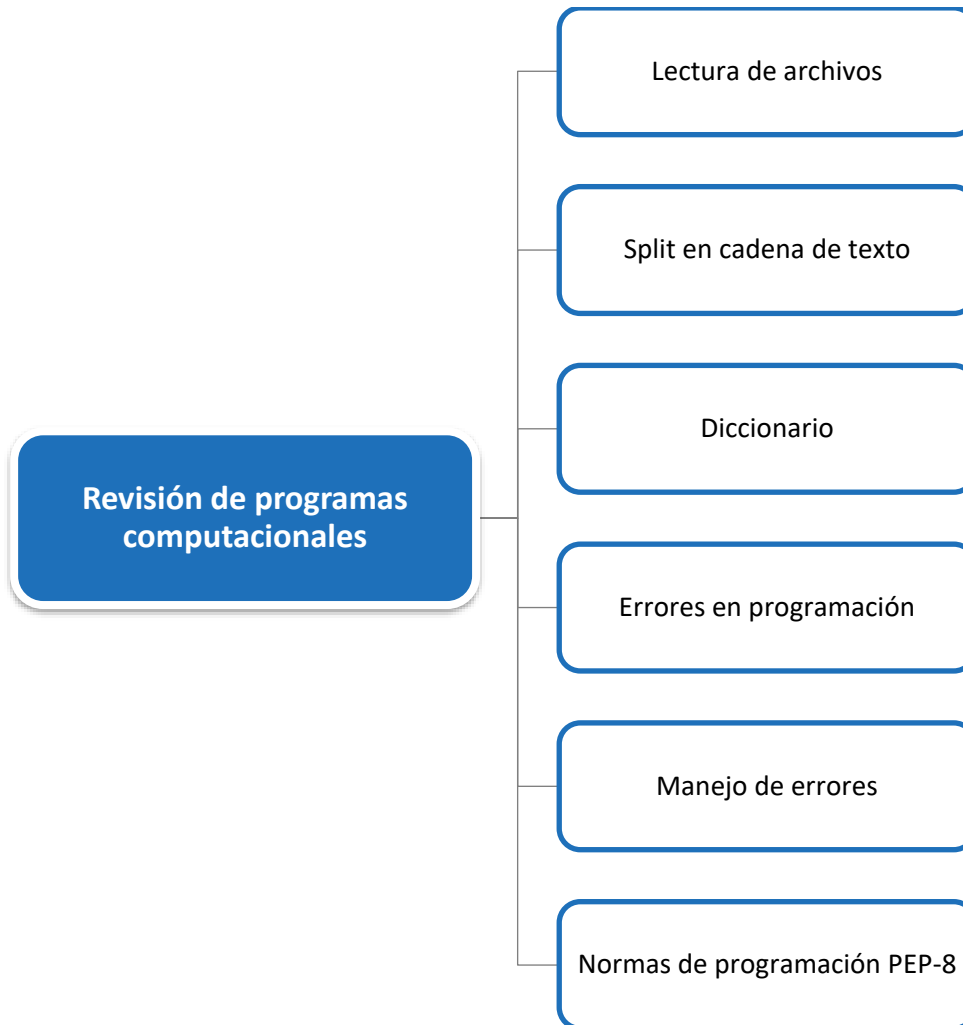 Lectura de archivos
Split en cadena de texto
Diccionario
Revisión de programas
computacionales
Errores en programación
Manejo de errores
Normas de programación PEP-8